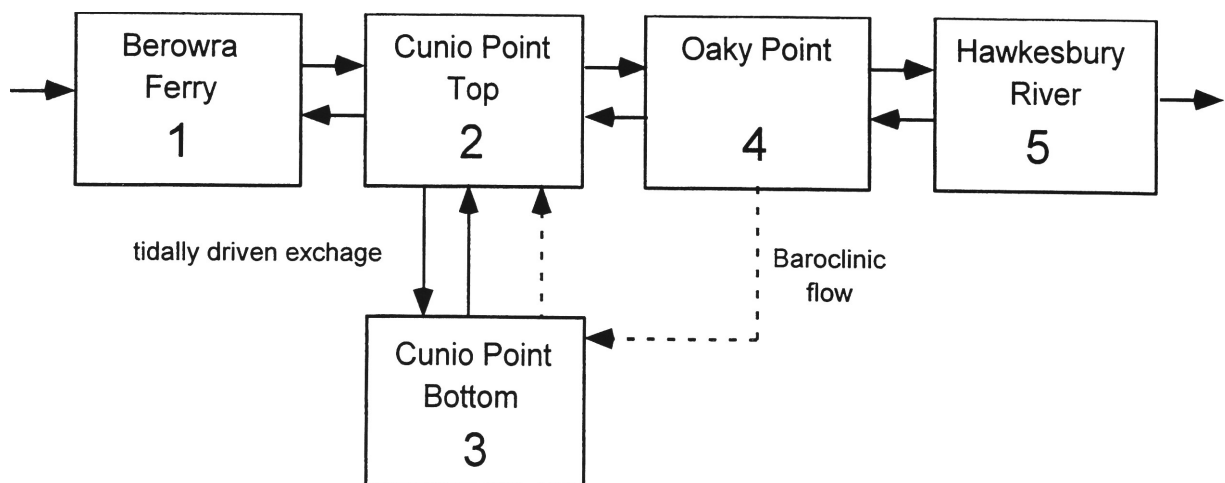 Berowra
Ferry
1
Cunio Point
Top
2
Oaky Point
4
Hawkesbury
River
5
tidally driven exchage
Baroclinic
flow
Cunio Point
Bottom
3